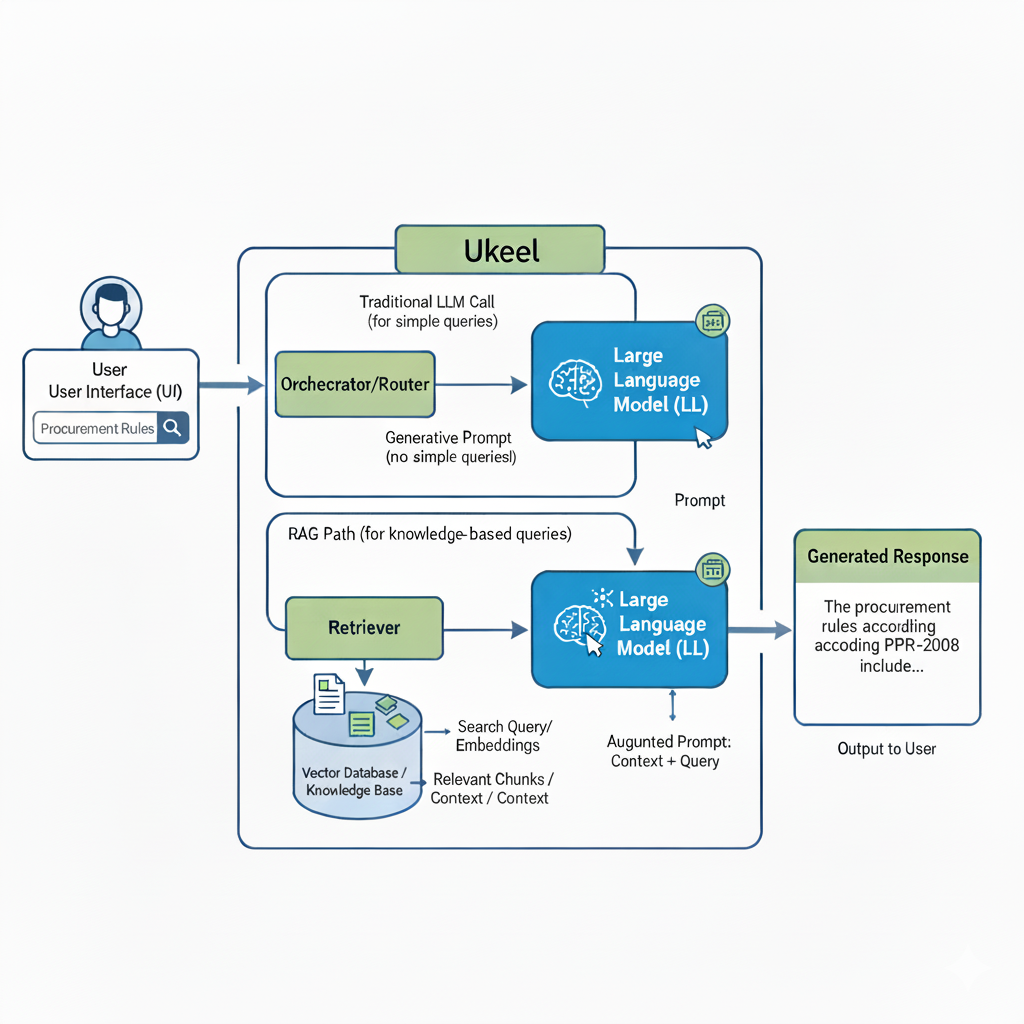 Ukeel
Traditional LLM Call
(for simple queries)
User
User Interface (UI)
Procurement Rules
Orchecrator/Router
Large
Language
Model (LL)
Generative Prompt
(no simple queries!)
Prompt
RAG Path (for knowledge-based queries)
Retriever
Large
Language
Model (LL)
Generated Response
The procurement
rules accordling
accoding PPR-2008
include...
Output to User
Search Query/
Embeddings
Vector Database /
Knowledge Base
Relevant Chunks /
Context / Context
Augunted Prompt:
Context + Query